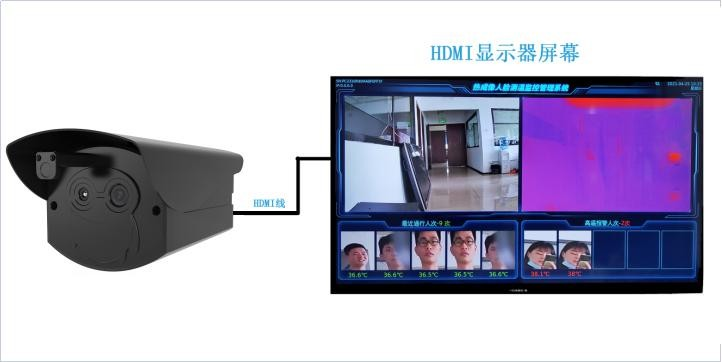 HDMI显示器屏幕
热成像人脸测温监控管理系统
HDMI线
最近通行人次-9 次
高温报警人次-2次
36.6℃ 36.6℃ 36.5℃ 36.5℃ 36.6℃
38.1℃ 38℃